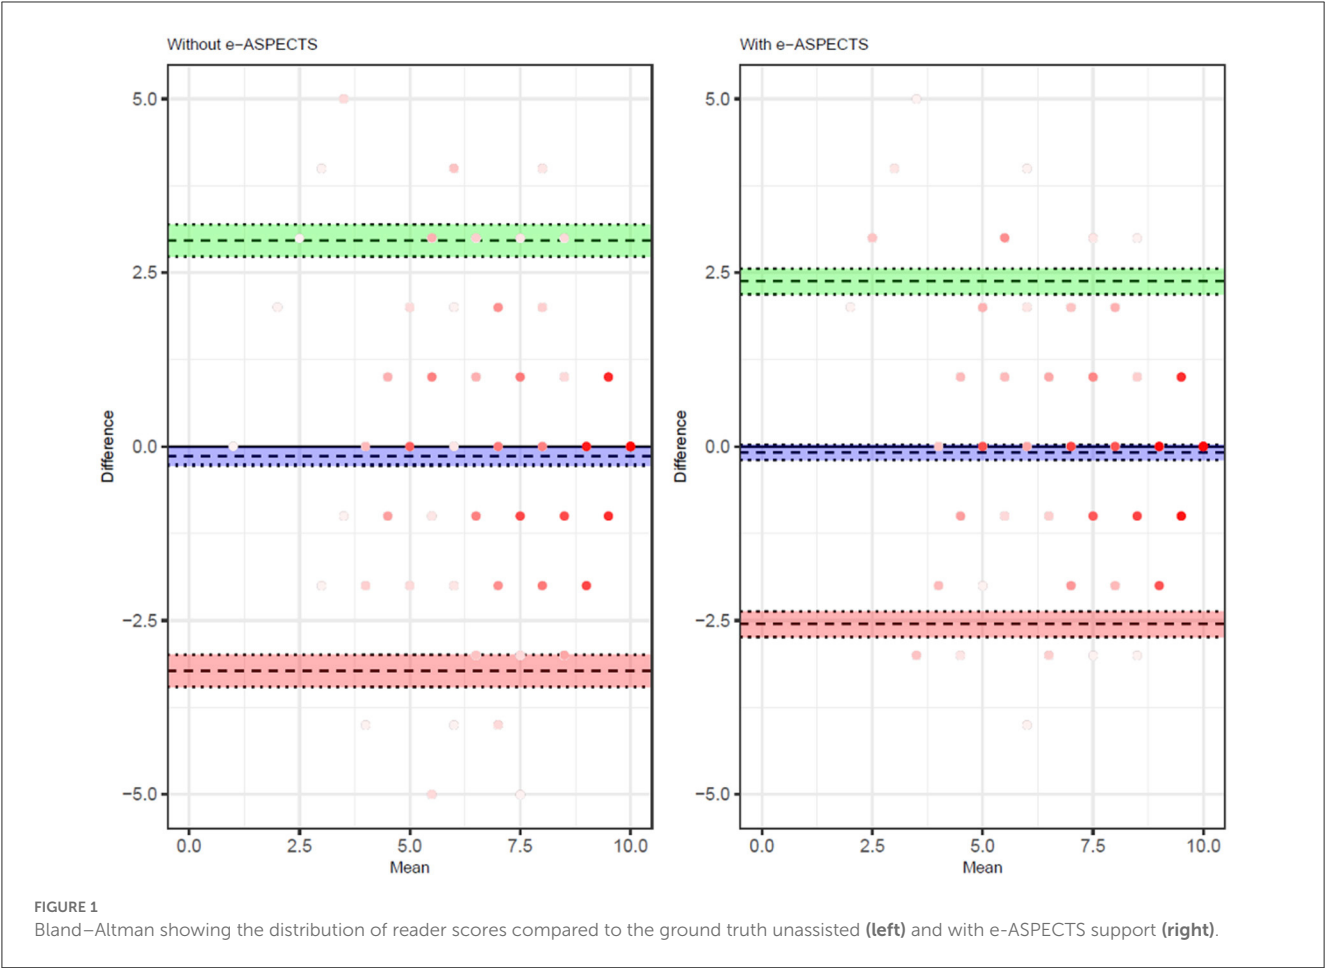 Without e−ASPECTS
With e−ASPECTS
5.0
2.5
0.0
−2.5
−5.0
Difference
0.0 2.5 5.0 7.5 10.0
Mean
5.0
2.5
0.0
−2.5
−5.0
Difference
0.0 2.5 5.0 7.5 10.0
Mean
FIGURE 1
Bland–Altman showing the distribution of reader scores compared to the ground truth unassisted (left) and with e-ASPECTS support (right).